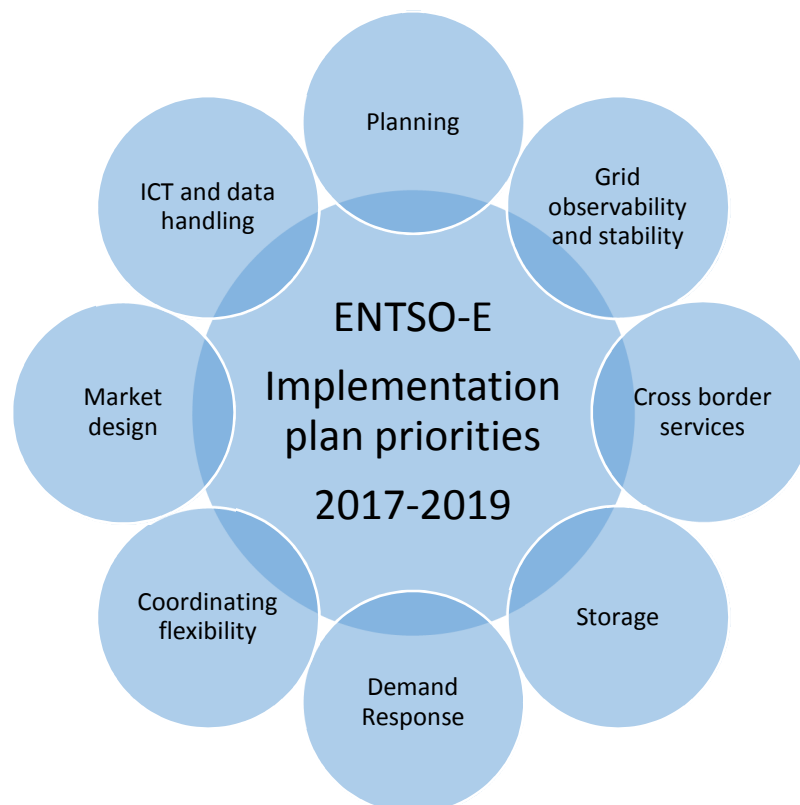 Planning
Grid
observability
and stability
Cross border
services
Storage
Demand
Response
Coordinating
flexibility
Market
design
ICT and data
handling
ENTSO-E
Implementation
plan priorities
2017-2019